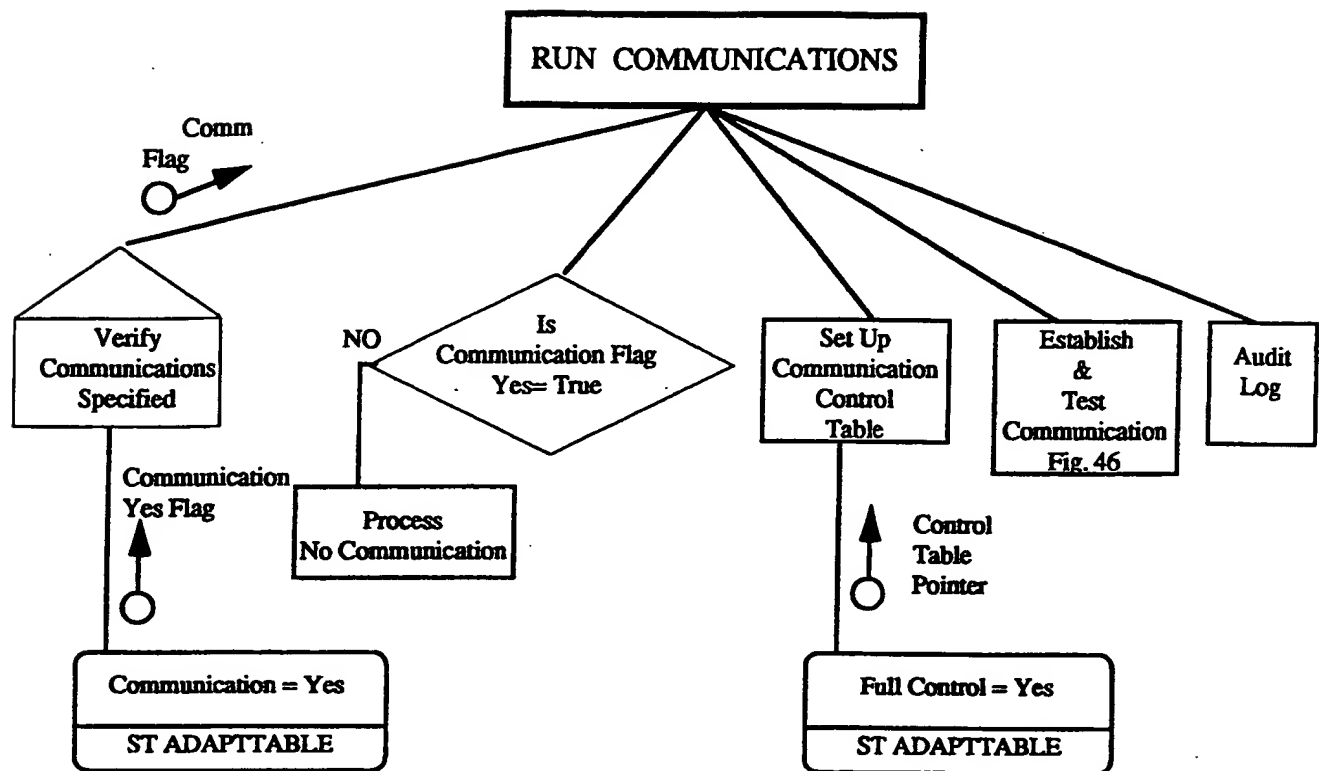 RUN COMMUNICATIONS
Comm
Flag
Verify
Communications
Specified
NO
Is
Communication Flag
Yes= True
Set Up
Communication
Control
Table
Establish
&
Test
Communication
Fig. 46
Audit
Log
Communication
Yes Flag
Process
No Communication
Control
Table
Pointer
Communication = Yes
ST ADAPTTABLE
Full Control = Yes
ST ADAPTTABLE